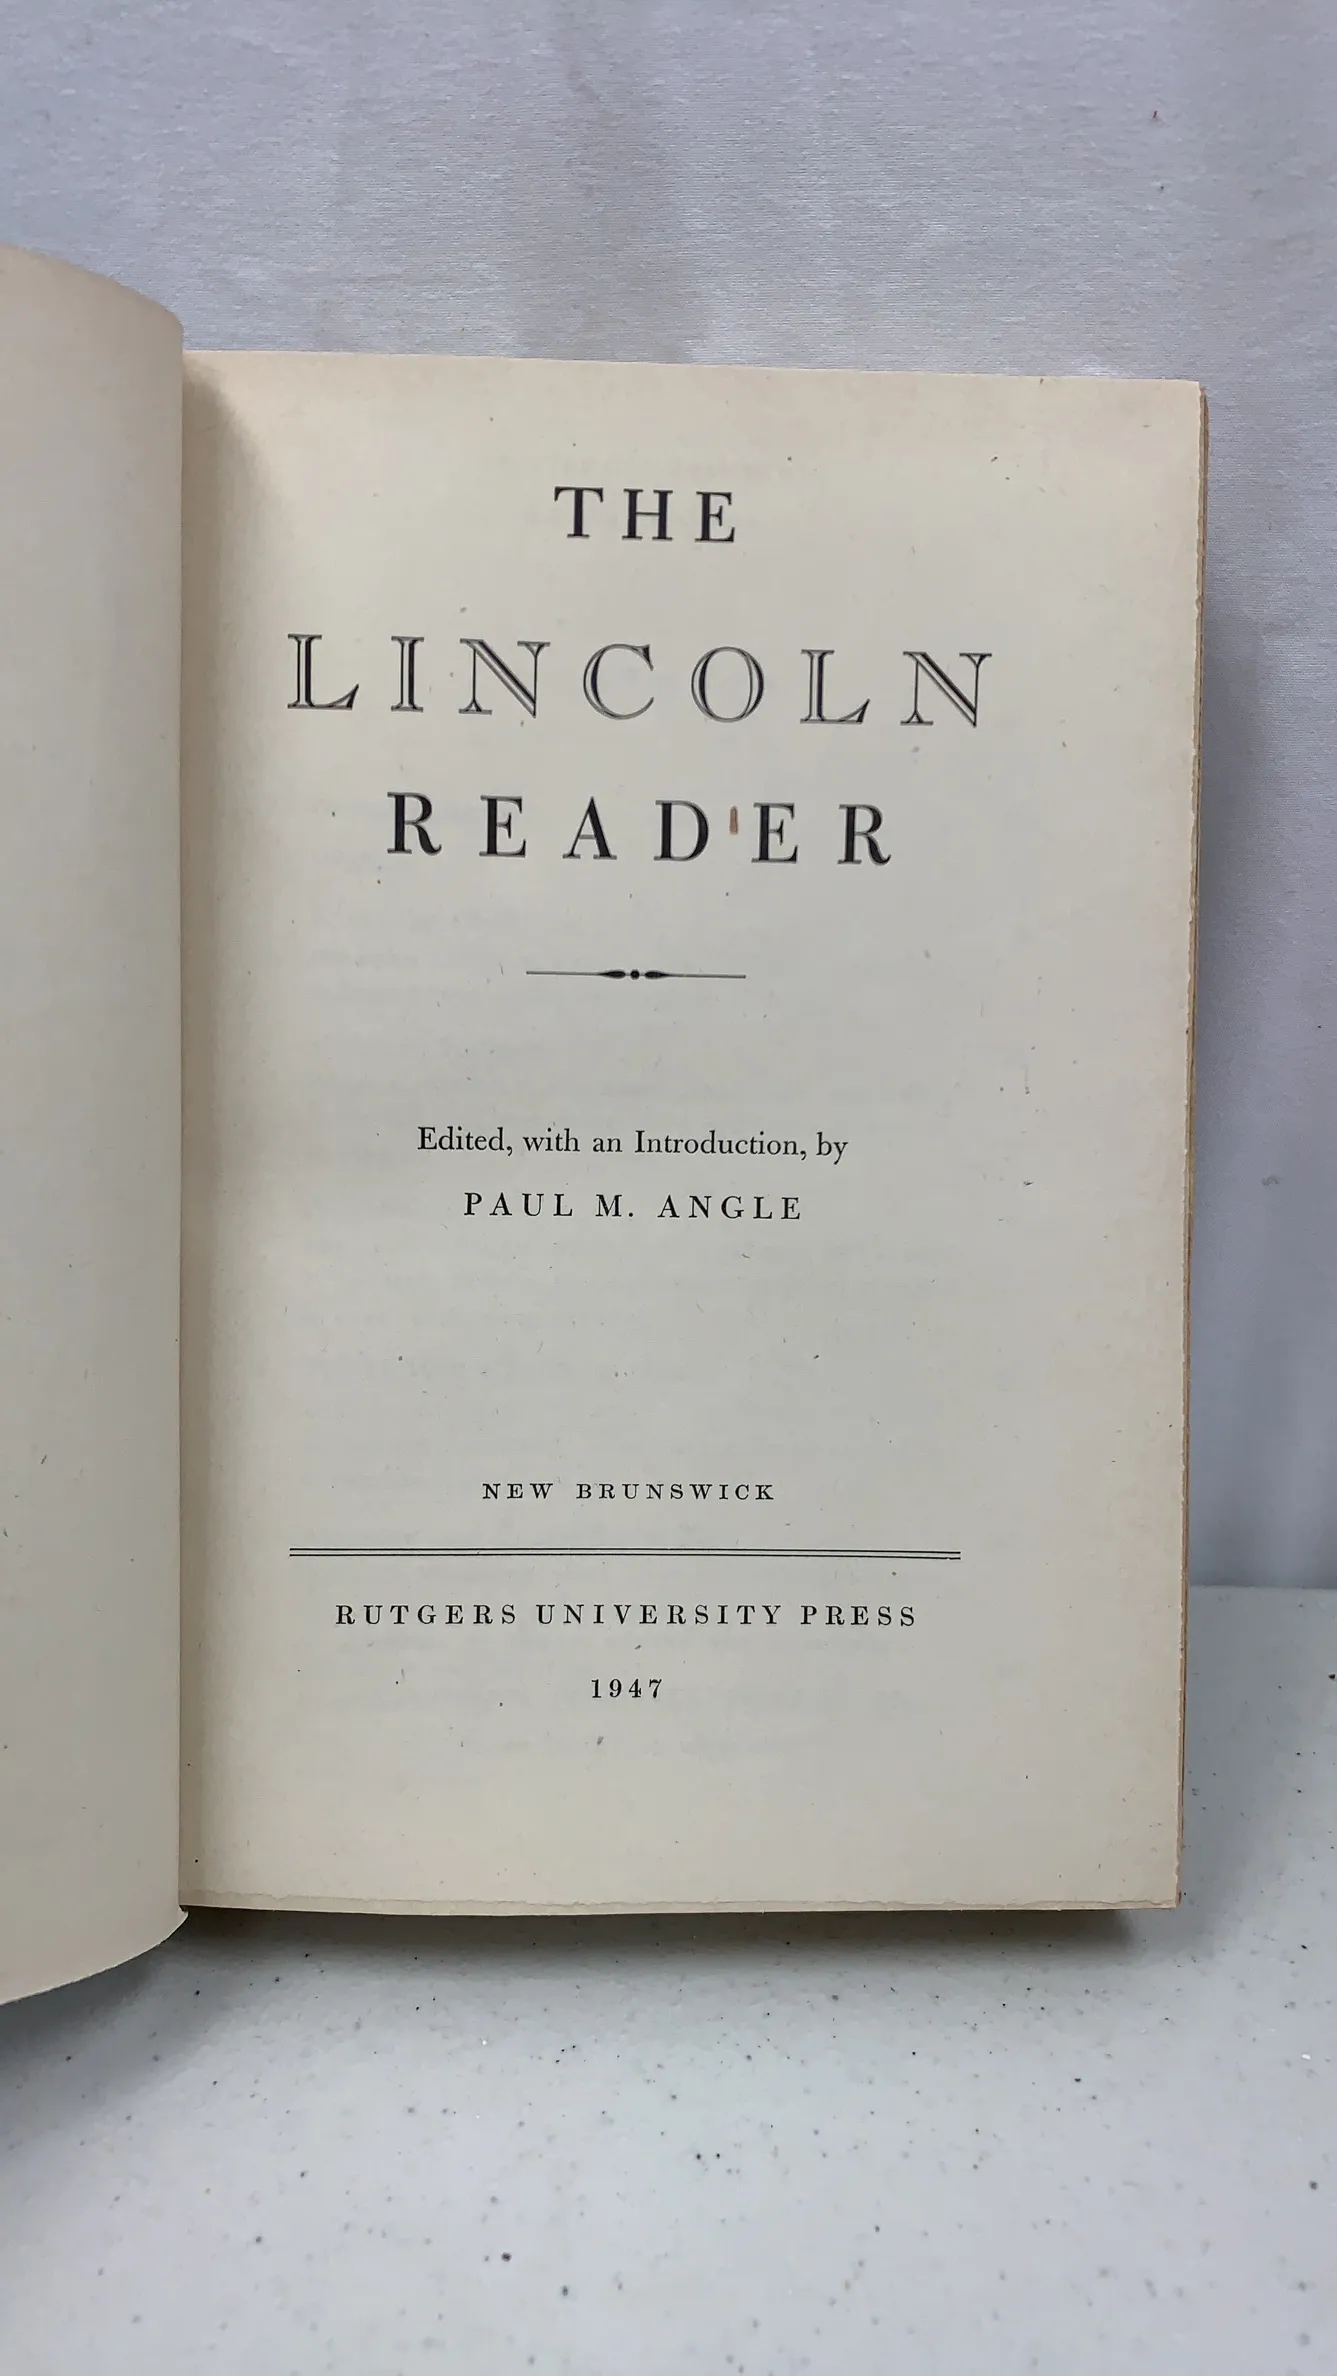 THE
LINCOLN
READER
Edited, with an Introduction, by
PAUL M. ANGLE
NEW BRUNSWICK
RUTGERS UNIVERSITY PRESS
1947